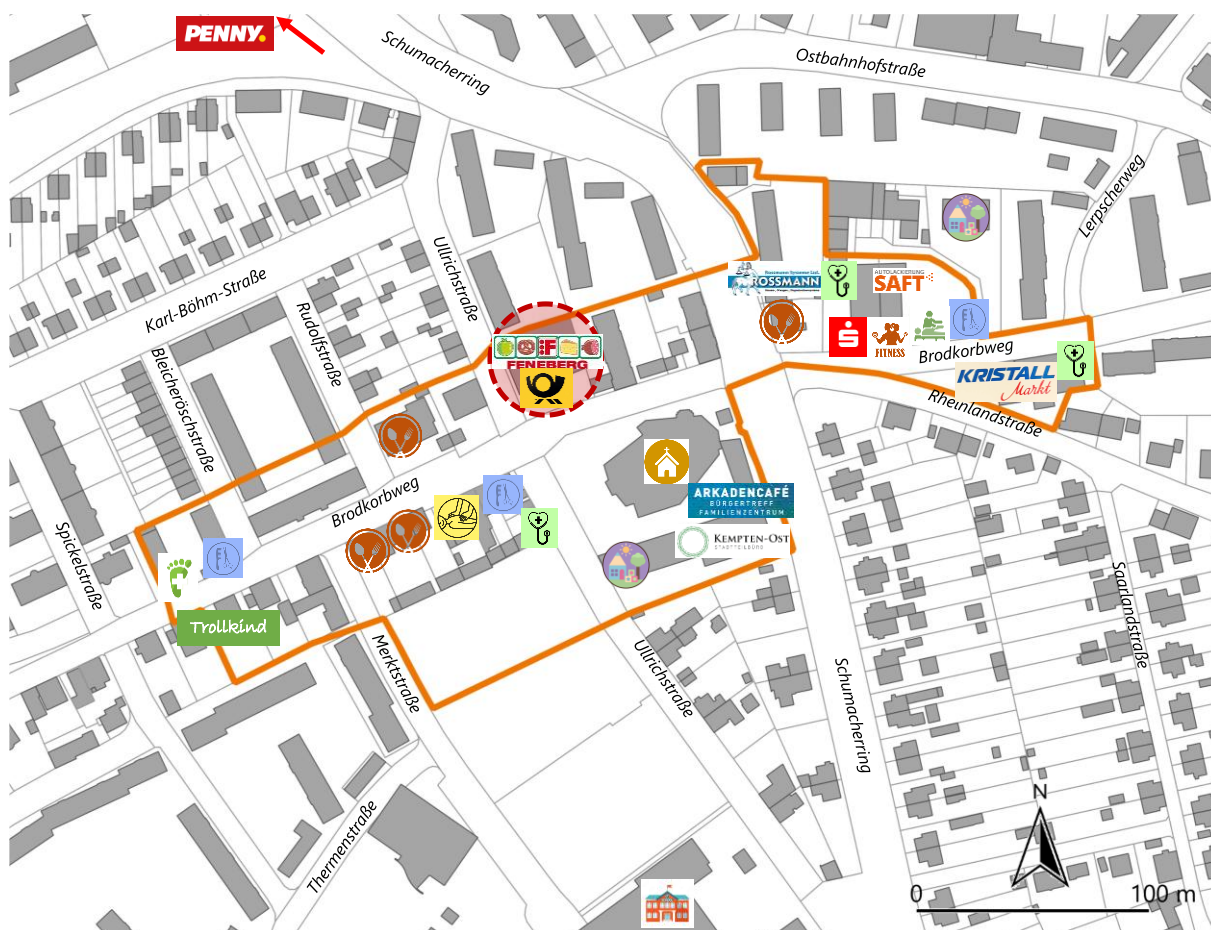 PENNY.
Schumacherring
Ostbahnhofstraße
Lerpscherweg
Ullrichstraße
Karl-Böhm-Straße
Rudolfstraße
Bleicheröschstraße
ROSSMANN
AUTOLACKIERUNG
SAFT
FENEBERG
FITNESS
Brodkorbweg
KRISTALL
Markt
Rheinlandstraße
Brodkorbweg
ARKADENCAFÉ
BÜRGERTREFF
FAMILIENZENTRUM
KEMPTEN-OST
STADTTEILBÜRO
Spickelstraße
Trollkind
Merktstraße
Ullrichstraße
Saarlandstraße
Schumacherring
Thermenstraße
N
0 100 m